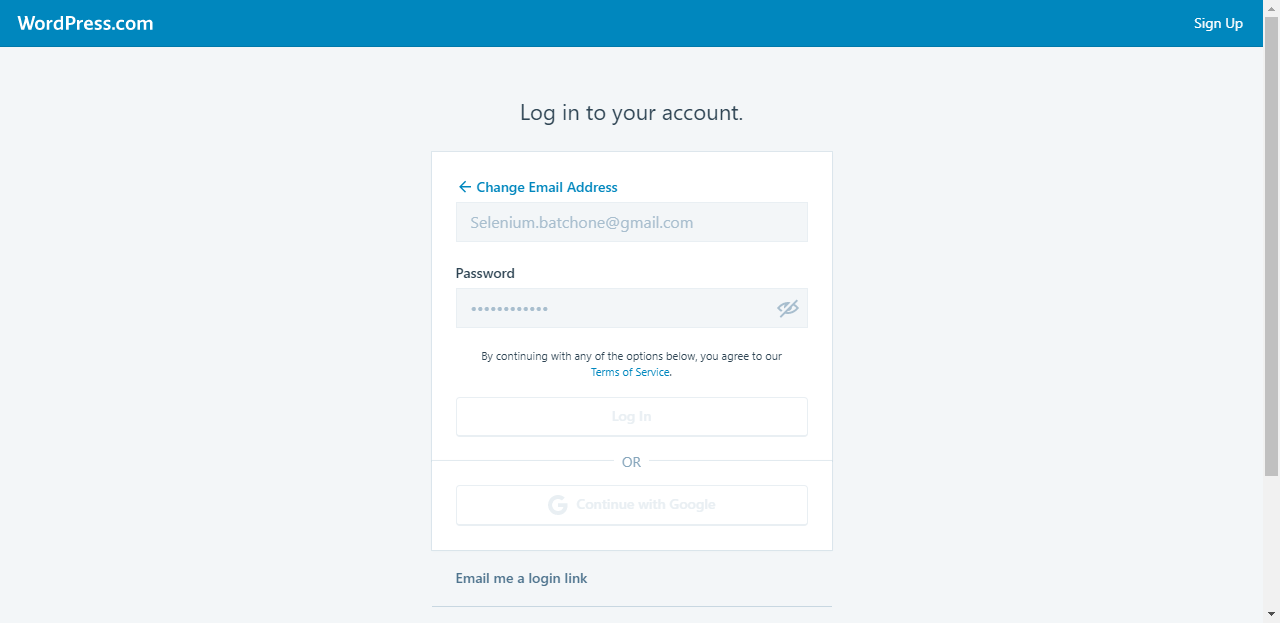 WordPress.com
Sign Up
Log in to your account.
Change Email Address
Selenium.batchone@gmail.com
Password
••••••••••••
By continuing with any of the options below, you agree to our
Terms of Service.
Log In
OR
Continue with Google
Email me a login link